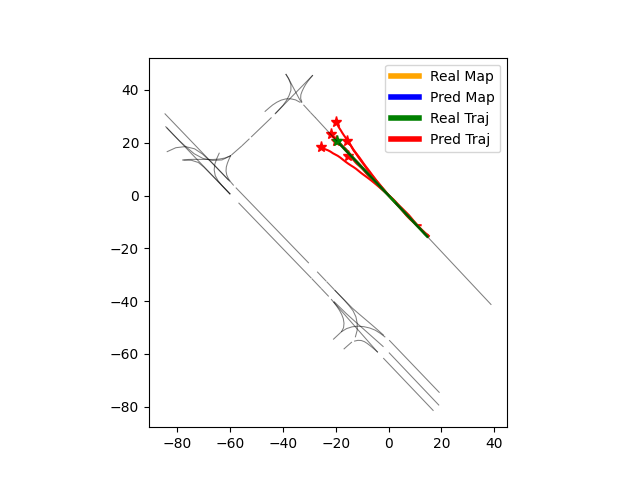 Real Map
Pred Map
Real Traj
Pred Traj
40
20
0
−20
−40
−60
−80
−80 −60 −40 −20 0 20 40